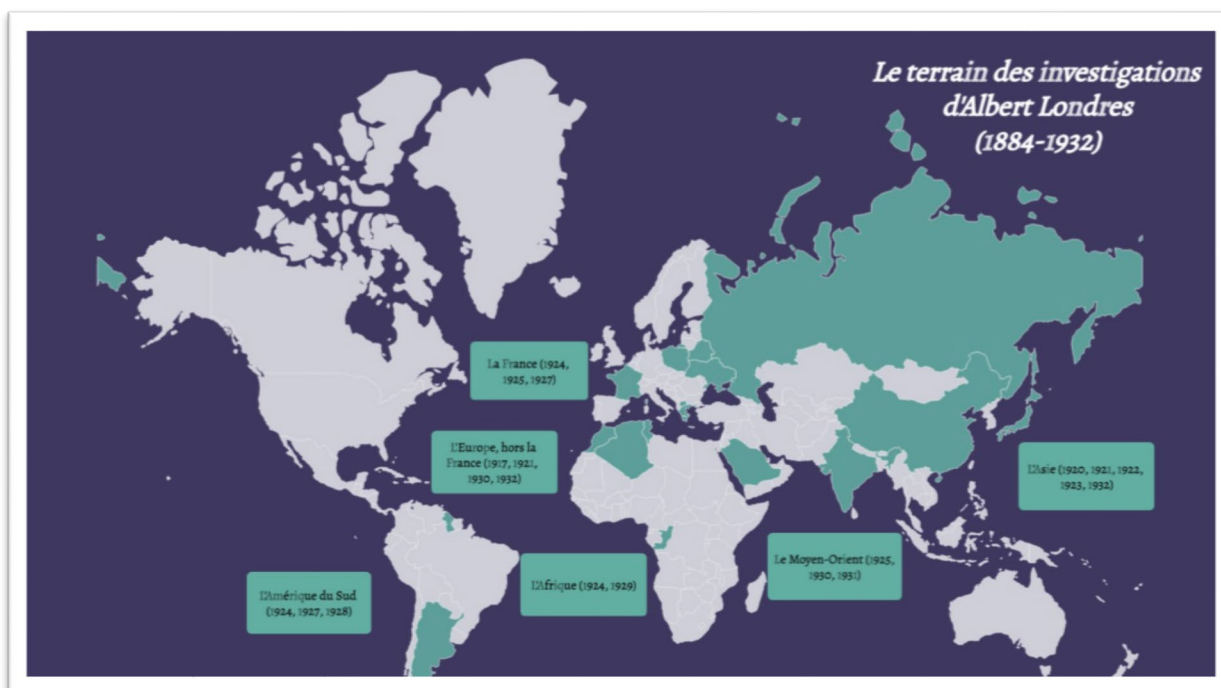 Le terrain des investigations
d'Albert Londres
(1884-1932)
La France (1924,
1925, 1927)
L'Europe, hors la
France (1917, 1921,
1930, 1932)
L'Asie (1920, 1921, 1922,
1923, 1932)
Le Moyen-Orient (1925,
1930, 1931)
L'Afrique (1924, 1929)
L'Amérique du Sud
(1924, 1927, 1928)